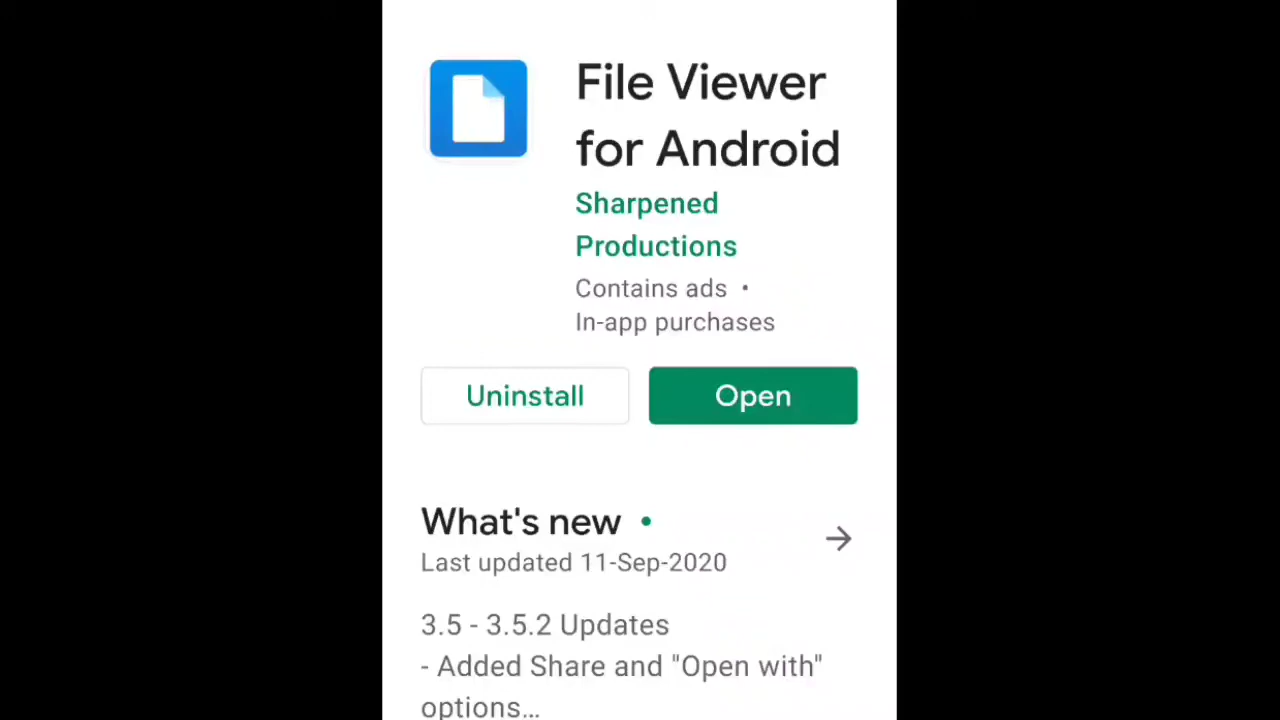 File Viewer
for Android
Sharpened
Productions
Contains ads •
In-app purchases
Uninstall
Open
What's new •
Last updated 11-Sep-2020
3.5 - 3.5.2 Updates
- Added Share and "Open with"
options…